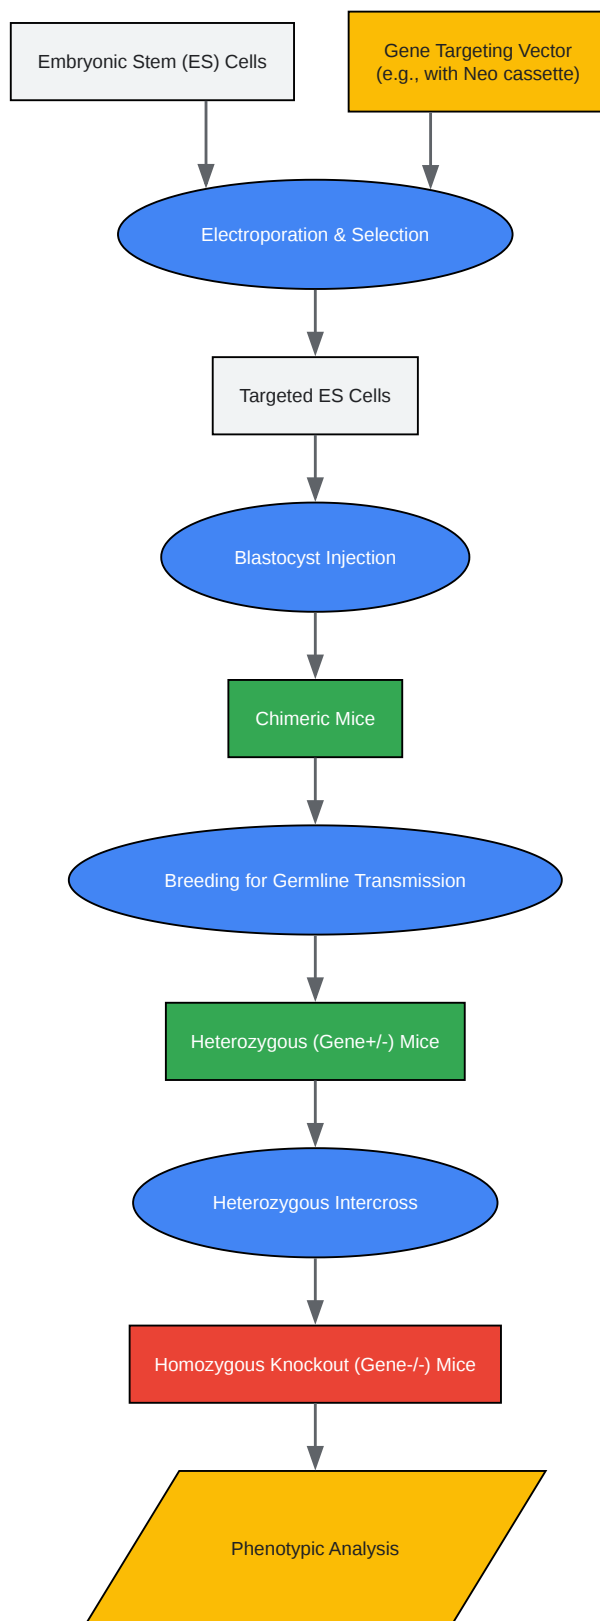 Embryonic Stem (ES) Cells
Gene Targeting Vector
(e.g., with Neo cassette)
Electroporation & Selection
Targeted ES Cells
Blastocyst Injection
Chimeric Mice
Breeding for Germline Transmission
Heterozygous (Gene+/-) Mice
Heterozygous Intercross
Homozygous Knockout (Gene-/-) Mice
Phenotypic Analysis